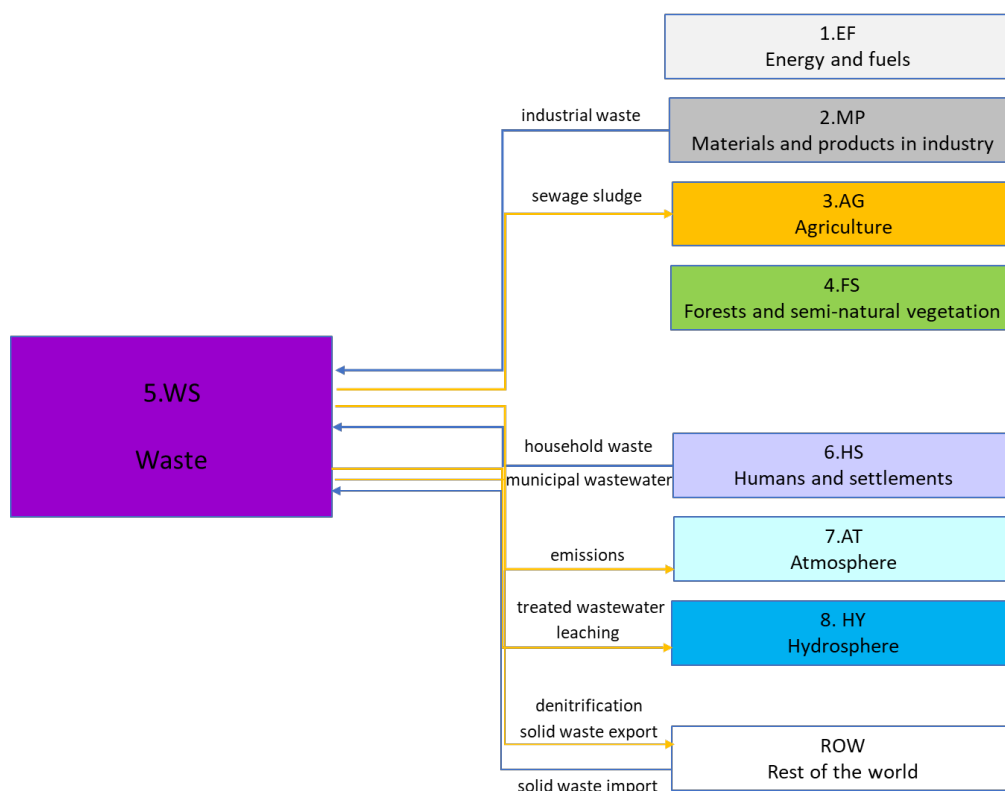 1.EF
Energy and fuels
industrial waste
2.MP
Materials and products in industry
sewage sludge
3.AG
Agriculture
4.FS
Forests and semi-natural vegetation
5.WS
Waste
household waste
municipal wastewater
6.HS
Humans and settlements
emissions
7.AT
Atmosphere
treated wastewater
leaching
8. HY
Hydrosphere
denitrification
solid waste export
solid waste import
ROW
Rest of the world